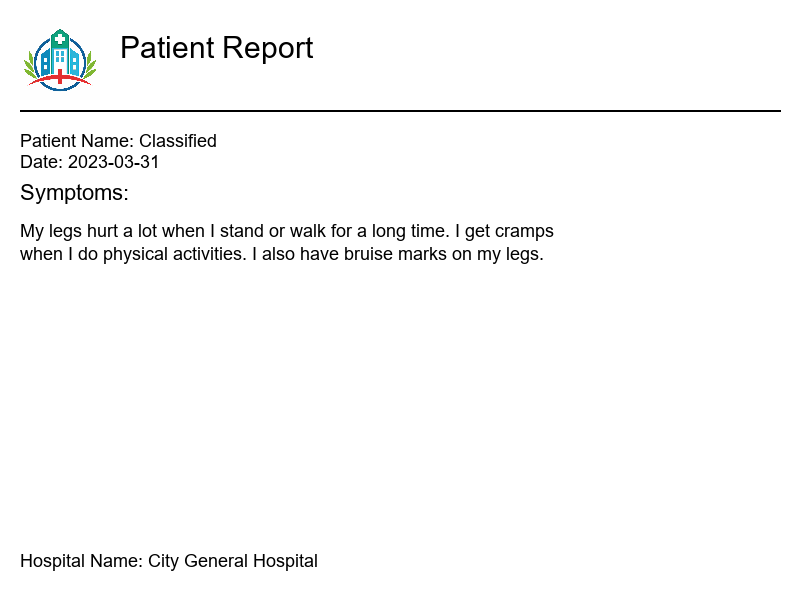 Patient Report
Patient Name: Classified
Date: 2023-03-31
Symptoms:
My legs hurt a lot when I stand or walk for a long time. I get cramps
when I do physical activities. I also have bruise marks on my legs.
Hospital Name: City General Hospital